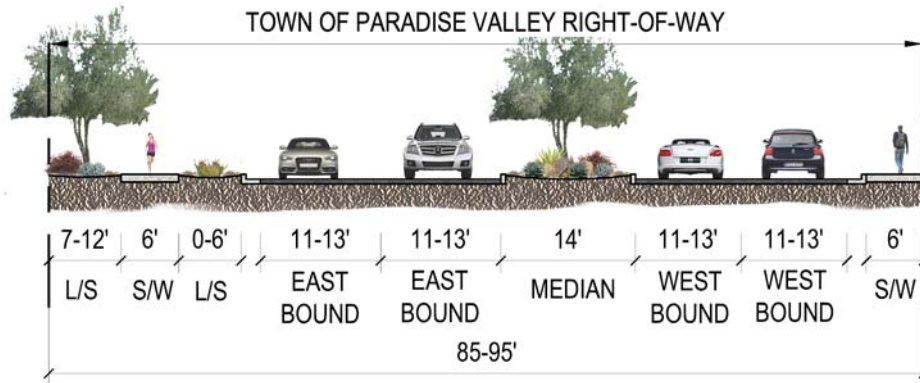 TOWN OF PARADISE VALLEY RIGHT-OF-WAY
7-12' 6' 0-6' 11-13' 11-13' 14' 11-13' 11-13' 6'
L/S S/W L/S EAST BOUND EAST BOUND MEDIAN WEST BOUND WEST BOUND S/W
85-95'